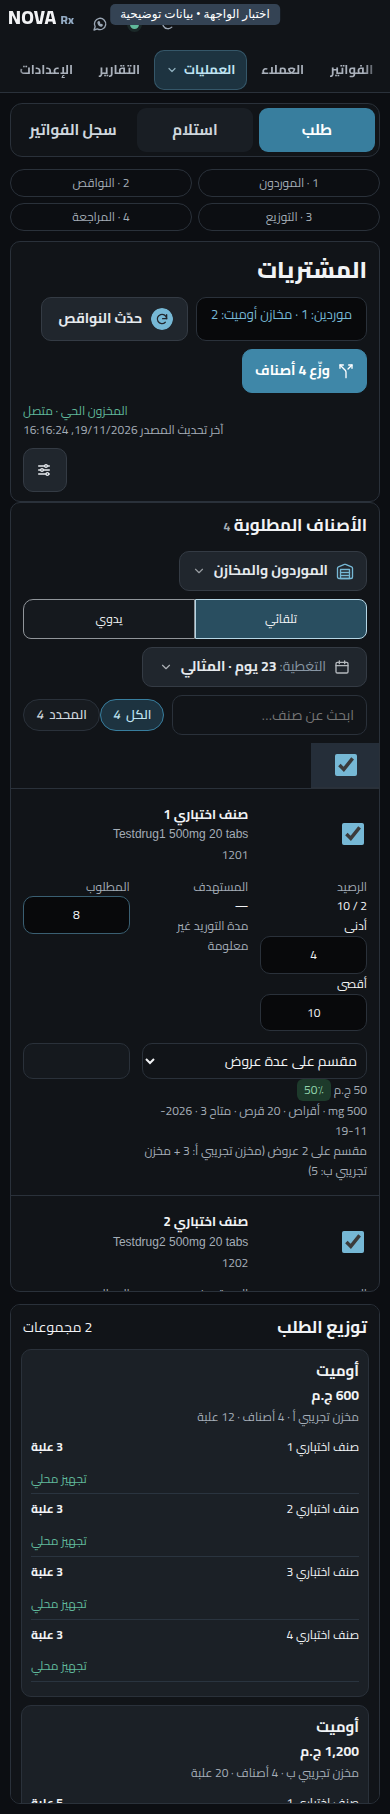 NOVA Rx
اختبار الواجهة • بيانات توضيحية
الفواتير
العملاء
العمليات
التقارير
الإعدادات
طلب
استلام
سجل الفواتير
1 · الموردون
2 · النواقص
3 · التوزيع
4 · المراجعة
المشتريات
موردين: 1 · مخازن أوميت: 2
حدّث النواقص
وزّع 4 أصناف
المخزون الحي · متصل
آخر تحديث المصدر 19/11/2026, 16:16:24
الأصناف المطلوبة 4
الموردون والمخازن
تلقائي
يدوي
التغطية: 23 يوم · المثالي
ابحث عن صنف...
الكل 4
المحدد 4
صنف اختباري 1
Testdrug1 500mg 20 tabs
1201
الرصيد
2 / 10
أدنى
4
أقصى
10
المستهدف
—
مدة التوريد غير
معلومة
المطلوب
8
مقسم على عدة عروض
50 ج.م 50٪
500 mg · أقراص · 20 قرص · متاح 3 · 2026-
11-19
مقسم على 2 عروض (مخزن تجريبي أ: 3 + مخزن
تجريبي ب: 5)
صنف اختباري 2
Testdrug2 500mg 20 tabs
1202
توزيع الطلب
2 مجموعات
أوميت
600 ج.م
مخزن تجريبي أ · 4 أصناف · 12 علبة
صنف اختباري 1
3 علبة
تجهيز محلي
صنف اختباري 2
3 علبة
تجهيز محلي
صنف اختباري 3
3 علبة
تجهيز محلي
صنف اختباري 4
3 علبة
تجهيز محلي
أوميت
1,200 ج.م
مخزن تجريبي ب · 4 أصناف · 20 علبة
صنف اختباري 1
5 علبة